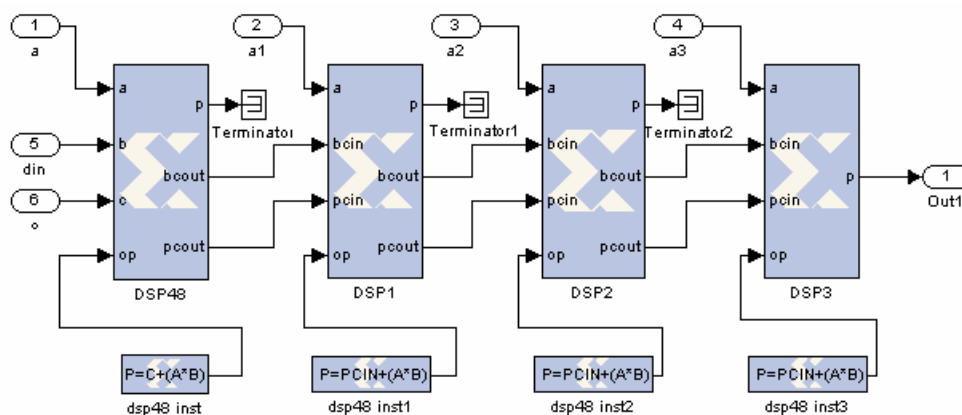 1
a
2
a1
3
a2
4
a3
5
din
6
c
a
b
c
op
p
bcout
pcout
DSP48
Terminator
a
bcin
pcin
op
p
bcout
pcout
DSP1
Terminator1
a
bcin
pcin
op
p
bcout
pcout
DSP2
Terminator2
a
bcin
pcin
op
p
DSP3
1
Out1
P=C+(A*B)
dsp48 inst
P=PCIN+(A*B)
dsp48 inst1
P=PCIN+(A*B)
dsp48 inst2
P=PCIN+(A*B)
dsp48 inst3